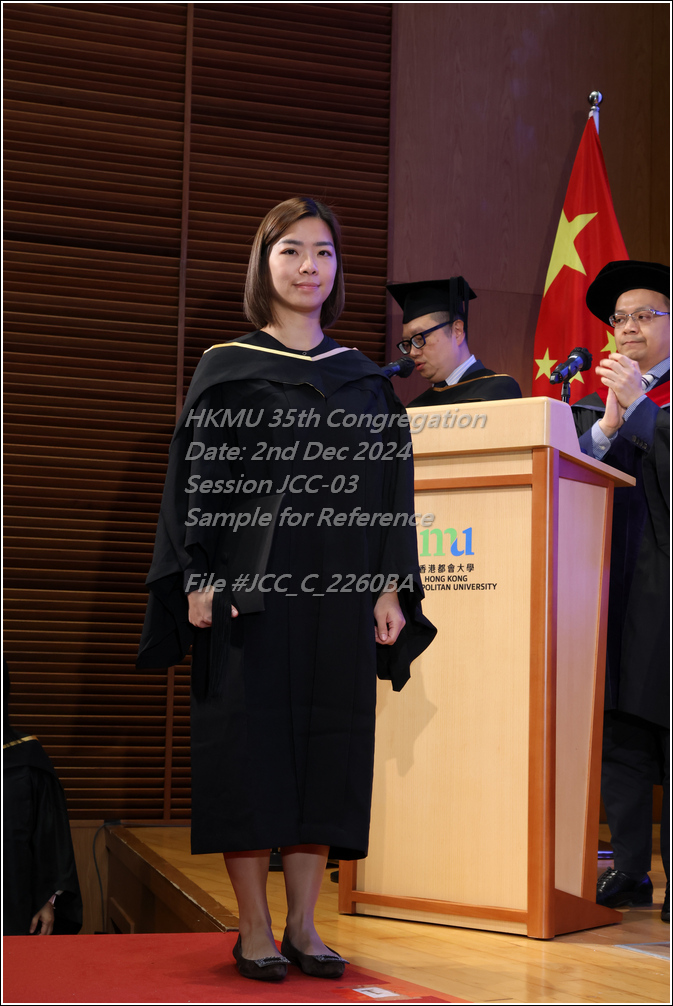 HKMU 35th Congregation
Date: 2nd Dec 2024
Session JCC-03
Sample for Reference
File #JCC_C_2260BA
mu
香港都會大學
HONG KONG
POLITAN UNIVERSITY